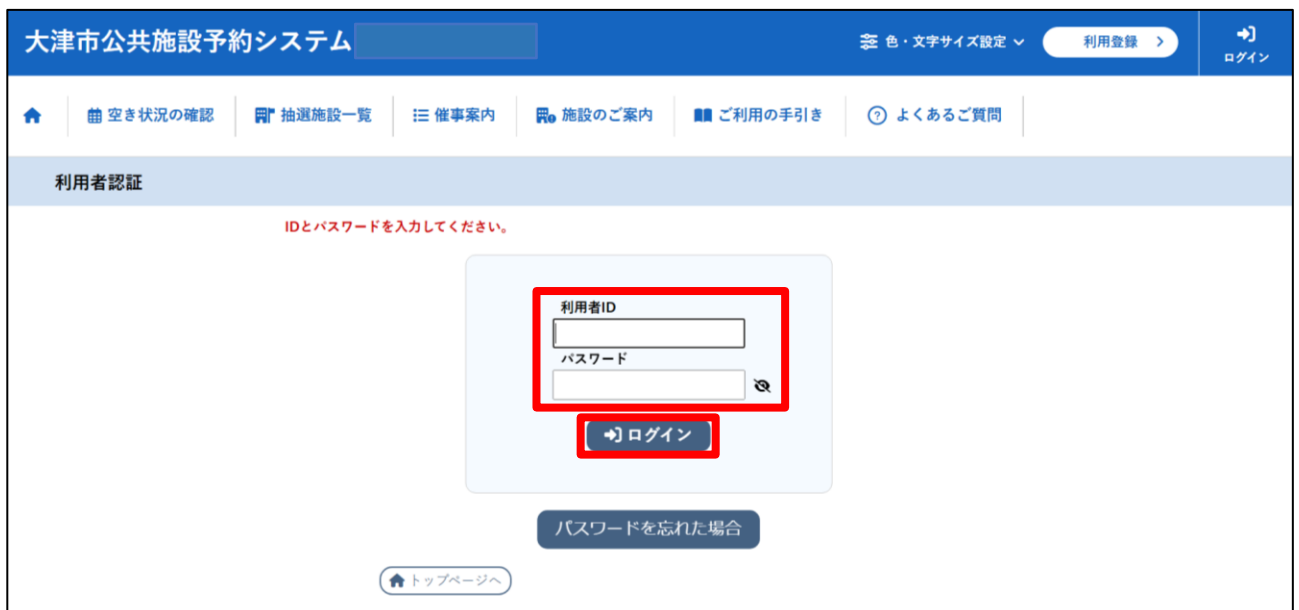 大津市公共施設予約システム
色・文字サイズ設定
利用登録
ログイン
空き状況の確認
抽選施設一覧
催事案内
施設のご案内
ご利用の手引き
よくあるご質問
利用者認証
IDとパスワードを入力してください。
利用者ID
パスワード
ログイン
パスワードを忘れた場合
トップページへ